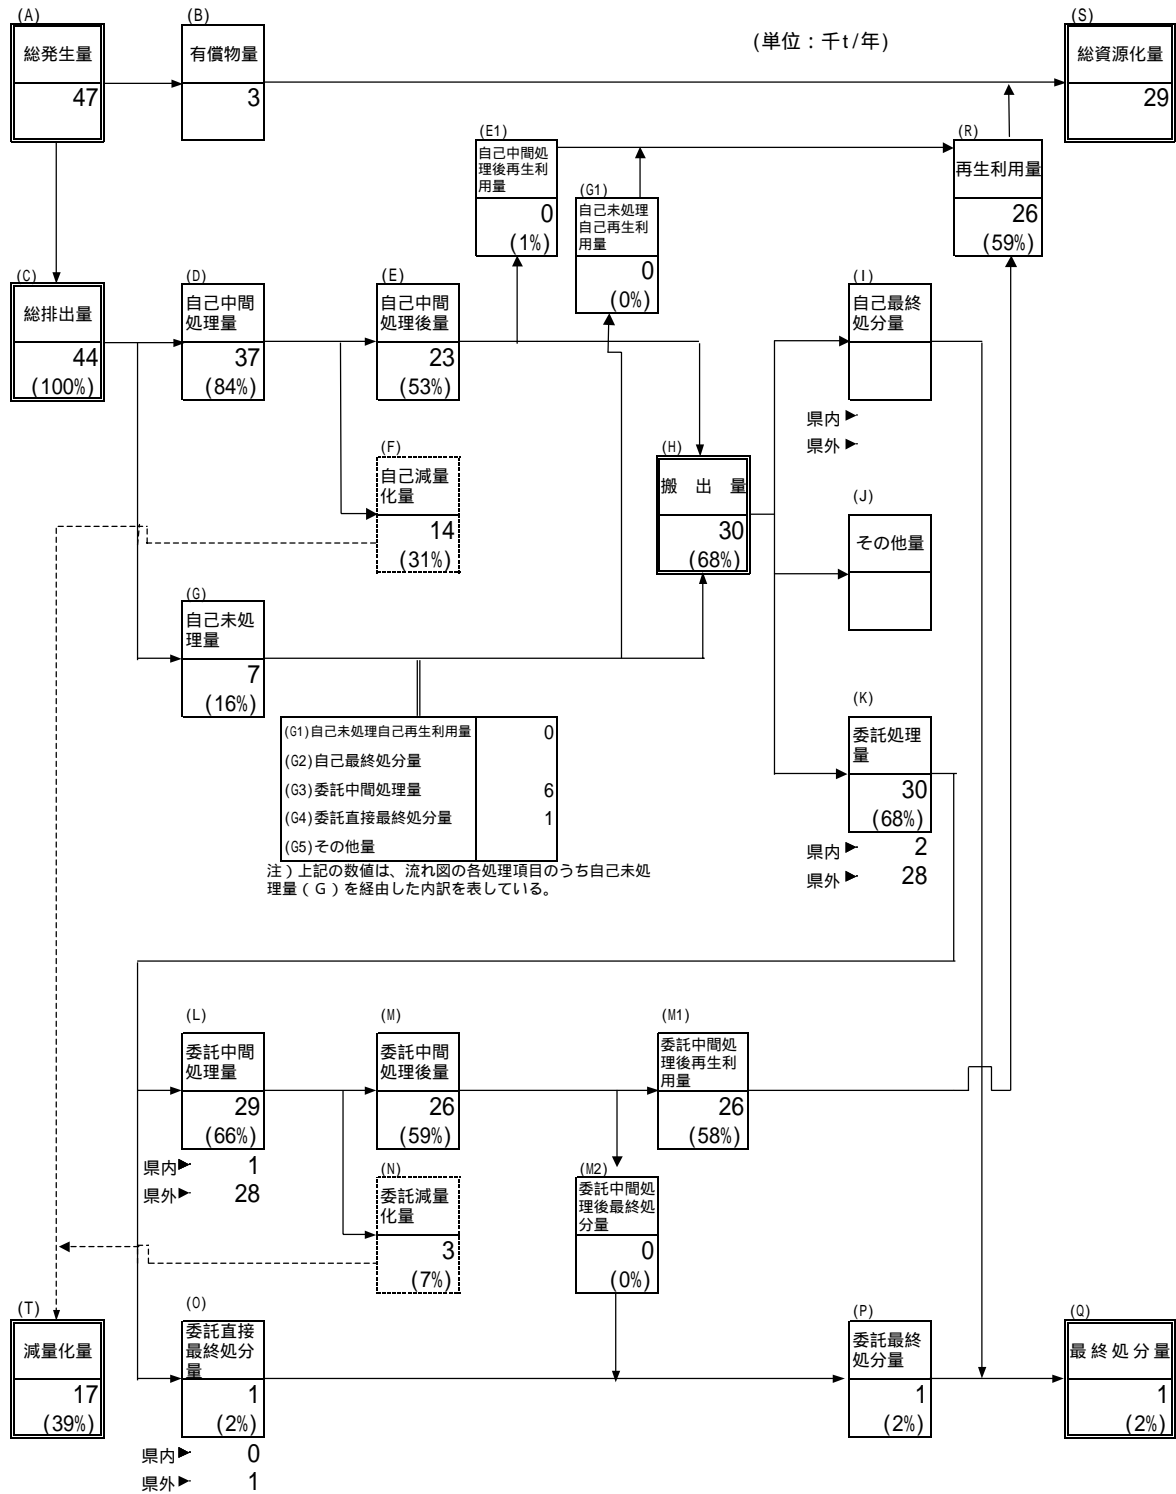 (A)
総発生量
47
(B)
有償物量
3
(単位：千t/年)
(S)
総資源化量
29
(E1)
自己中間処
理後再生利
用量
0
(1%)
(G1)
自己未処理
自己再生利
用量
0
(0%)
(R)
再生利用量
26
(59%)
(C)
総排出量
44
(100%)
(D)
自己中間
処理量
37
(84%)
(E)
自己中間
処理後量
23
(53%)
(I)
自己最終
処分量
県内▶
県外▶
(F)
自己減量
化量
14
(31%)
(H)
搬出量
30
(68%)
(J)
その他量
(G)
自己未処
理量
7
(16%)
(G1)自己未処理自己再生利用量 0
(G2)自己最終処分量
(G3)委託中間処理量 6
(G4)委託直接最終処分量 1
(G5)その他量
注）上記の数値は、流れ図の各処理項目のうち自己未処
理量（G）を経由した内訳を表している。
(K)
委託処理
量
30
(68%)
県内▶ 2
県外▶ 28
(L)
委託中間
処理量
29
(66%)
県内▶ 1
県外▶ 28
(M)
委託中間
処理後量
26
(59%)
(M1)
委託中間処
理後再生利
用量
26
(58%)
(N)
委託減量
化量
3
(7%)
(M2)
委託中間処
理後最終処
分量
0
(0%)
(T)
減量化量
17
(39%)
(O)
委託直接
最終処分
量
1
(2%)
県内▶ 0
県外▶ 1
(P)
委託最終
処分量
1
(2%)
(Q)
最終処分量
1
(2%)